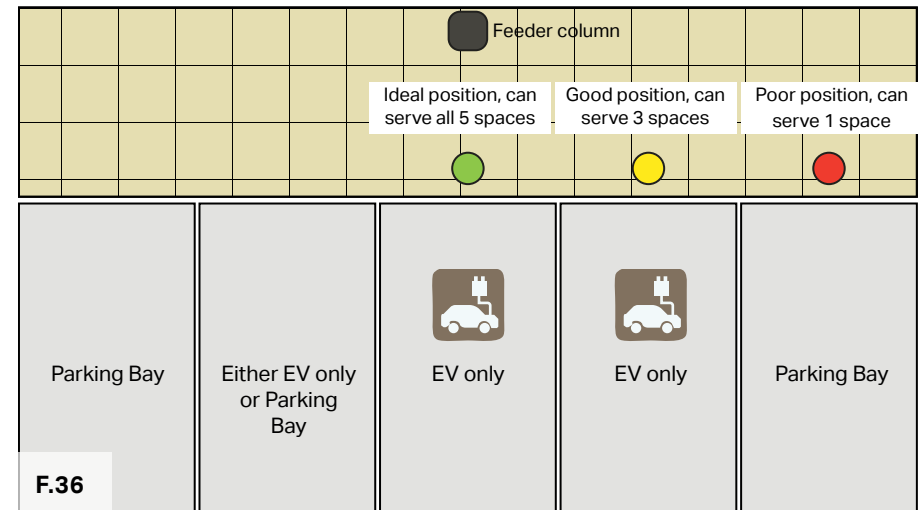 Feeder column
Ideal position, can
serve all 5 spaces
Good position, can
serve 3 spaces
Poor position, can
serve 1 space
Parking Bay
Either EV only
or Parking
Bay
EV only
EV only
Parking Bay
F.36